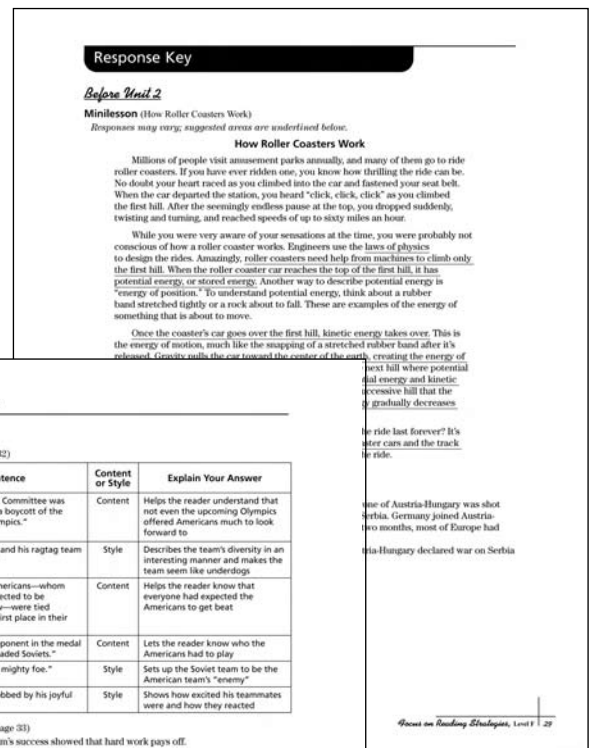 Response Key
Before Unit 2
Minilesson (How Roller Coasters Work)
Responses may vary; suggested areas are underlined below.
How Roller Coasters Work
Millions of people visit amusement parks annually, and many of them go to ride
roller coasters. If you have ever ridden one, you know how thrilling the ride can be.
No doubt your heart raced as you climbed into the car and fastened your seat belt.
When the car departed the station, you heard "click, click, click" as you climbed
the first hill. After the seemingly endless pause at the top, you dropped suddenly,
twisting and turning, and reached speeds of up to sixty miles an hour.
While you were very aware of your sensations at the time, you were probably not
conscious of how a roller coaster works. Engineers use the laws of physics
to design the rides. Amazingly, roller coasters need help from machines to climb only
the first hill. When the roller coaster car reaches the top of the first hill, it has
potential energy, or stored energy. Another way to describe potential energy is
"energy of position." To understand potential energy, think about a rubber
band stretched tightly or a rock about to fall. These are examples of the energy of
something that is about to move.
Once the coaster's car goes over the first hill, kinetic energy takes over. This is
the energy of motion, much like the snapping of a stretched rubber band after it's
released. Gravity pulls the car toward the center of the earth, creating the energy of
next hill where potential
ial energy and kinetic
ccessive hill that the
y gradually decreases
e ride last forever? It's
ster cars and the track
e ride.
ne of Austria-Hungary was shot
erbia. Germany joined Austria-
wo months, most of Europe had
tria-Hungary declared war on Serbia
Focus on Reading Strategies, Level F 29
32)
tence
Content
or Style
Explain Your Answer
Committee was
a boycott of the
mpics."
Content
Helps the reader understand that
not even the upcoming Olympics
offered Americans much to look
forward to
and his ragtag team
Style
Describes the team's diversity in an
interesting manner and makes the
team seem like underdogs
mericans—whom
ected to be
y—were tied
irst place in their
Content
Helps the reader know that
everyone had expected the
Americans to get beat
ponent in the medal
aded Soviets."
Content
Lets the reader know who the
Americans had to play
mighty foe."
Style
Sets up the Soviet team to be the
American team's "enemy"
bbed by his joyful
Style
Shows how excited his teammates
were and how they reacted
age 33)
m's success showed that hard work pays off.